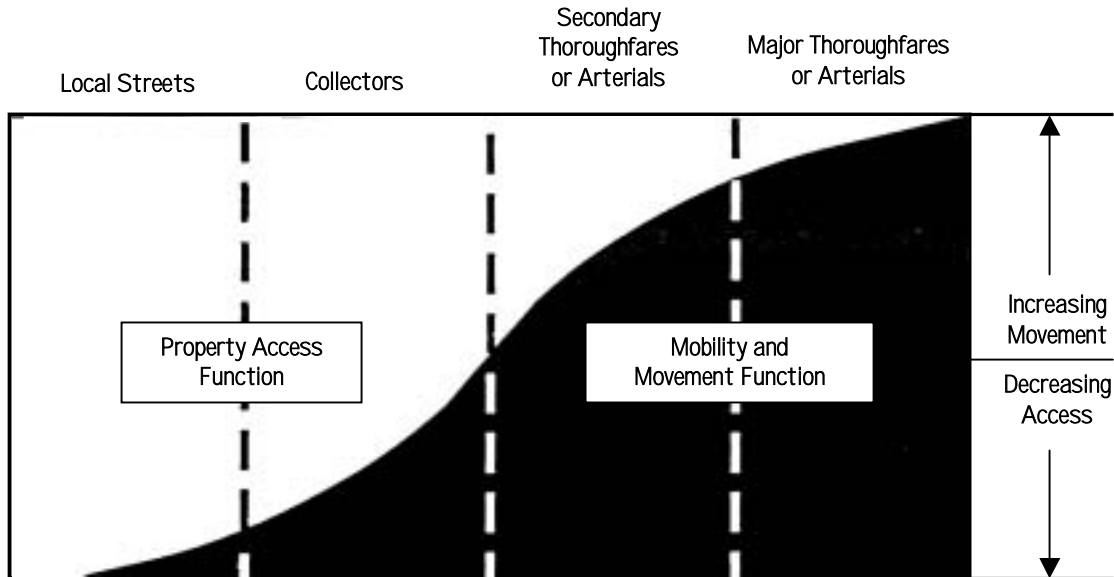 Local Streets
Collectors
Secondary
Thoroughfares
or Arterials
Major Thoroughfares
or Arterials
Property Access
Function
Mobility and
Movement Function
Increasing
Movement
Decreasing
Access